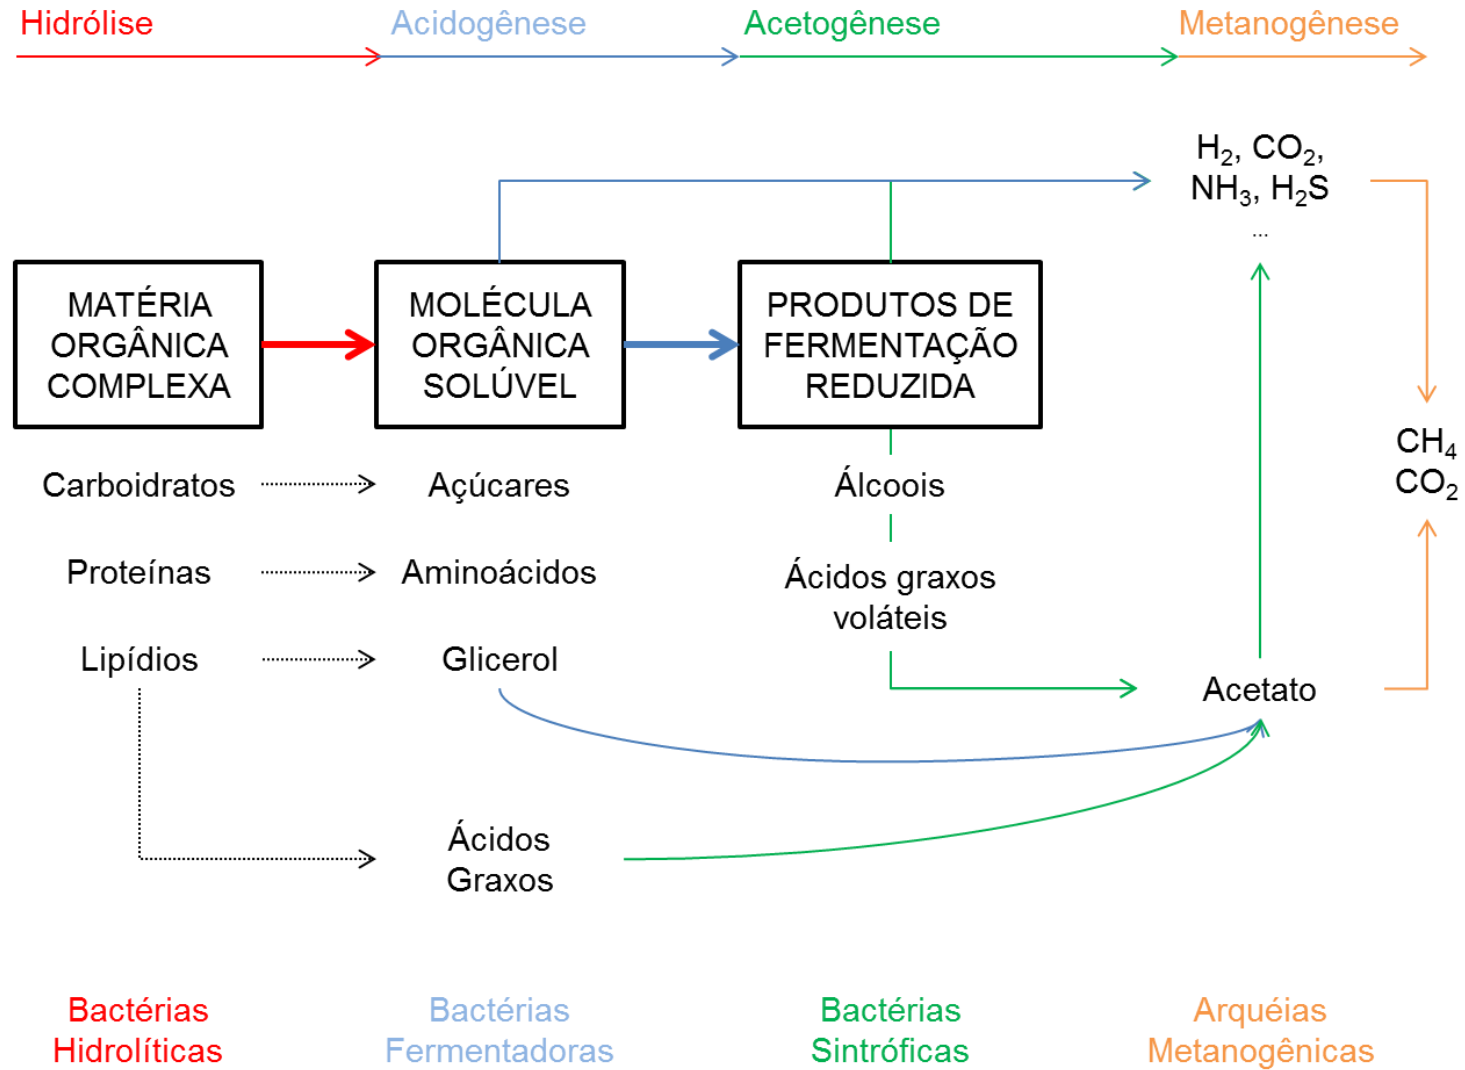 Hidrólise
Acidogênese
Acetogênese
Metanogênese
H₂, CO₂,
NH₃, H₂S
...
MATÉRIA
ORGÂNICA
COMPLEXA
MOLÉCULA
ORGÂNICA
SOLÚVEL
PRODUTOS DE
FERMENTAÇÃO
REDUZIDA
CH₄
CO₂
Carboidratos
Açúcares
Álcoois
Proteínas
Aminoácidos
Ácidos graxos
voláteis
Lipídios
Glicerol
Acetato
Ácidos
Graxos
Bactérias
Hidrolíticas
Bactérias
Fermentadoras
Bactérias
Sintróficas
Arquéias
Metanogênicas